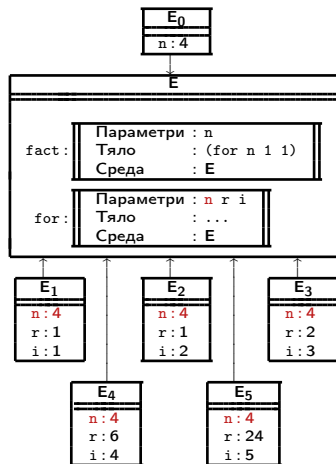 E0
n : 4
E
fact :
Параметри : n
Тяло : (for n 1 1)
Среда : E
for :
Параметри : n r i
Тяло : ...
Среда : E
E1
n : 4
r : 1
i : 1
E2
n : 4
r : 1
i : 2
E3
n : 4
r : 2
i : 3
E4
n : 4
r : 6
i : 4
E5
n : 4
r : 24
i : 5